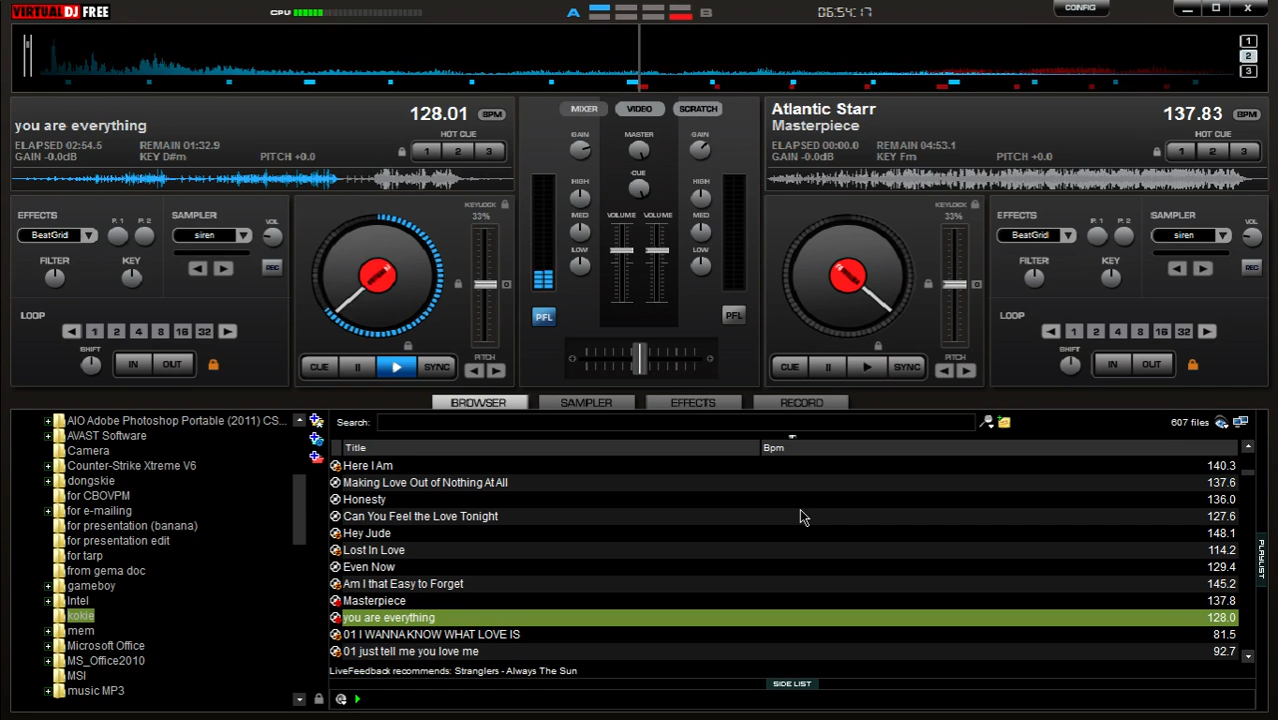 VIRTUAL DJ FREE
CPU
A
B
06:54:17
CONFIG
1
2
3
128.01 BPM
you are everything
ELAPSED 02:54.5 REMAIN 01:32.9
GAIN -0.0dB KEY D#m PITCH +0.0
HOT CUE
1 2 3
MIXER VIDEO SCRATCH
GAIN MASTER GAIN
CUE
HIGH HIGH
MED MED
LOW LOW
VOLUME VOLUME
PFL PFL
Atlantic Starr
Masterpiece
137.83 BPM
ELAPSED 00:00.0 REMAIN 04:53.1
GAIN -0.0dB KEY Fm PITCH +0.0
HOT CUE
1 2 3
EFFECTS
BeatGrid
P. 1 P. 2
SAMPLER
siren
VOL
REC
FILTER KEY
LOOP
1 2 4 8 16 32
SHIFT
IN OUT
KEYLOCK
33%
0
CUE II SYNC
PITCH
KEYLOCK
33%
0
CUE II SYNC
PITCH
EFFECTS
BeatGrid
P. 1 P. 2
SAMPLER
siren
VOL
REC
FILTER KEY
LOOP
1 2 4 8 16 32
SHIFT
IN OUT
BROWSER SAMPLER EFFECTS RECORD
AIO Adobe Photoshop Portable (2011) CS...
AVAST Software
Camera
Counter-Strike Xtreme V6
dongskie
for CBOVPM
for e-mailing
for presentation (banana)
for presentation edit
for tarp
from gema doc
gameboy
Intel
kokie
mem
Microsoft Office
MS_Office2010
MSI
music MP3
Search:
607 files
Title Bpm
Here I Am 140.3
Making Love Out of Nothing At All 137.6
Honesty 136.0
Can You Feel the Love Tonight 127.6
Hey Jude 148.1
Lost In Love 114.2
Even Now 129.4
Am I that Easy to Forget 145.2
Masterpiece 137.8
you are everything 128.0
01 I WANNA KNOW WHAT LOVE IS 81.5
01 just tell me you love me 92.7
LiveFeedback recommends: Stranglers - Always The Sun
SIDE LIST
PLAYLIST